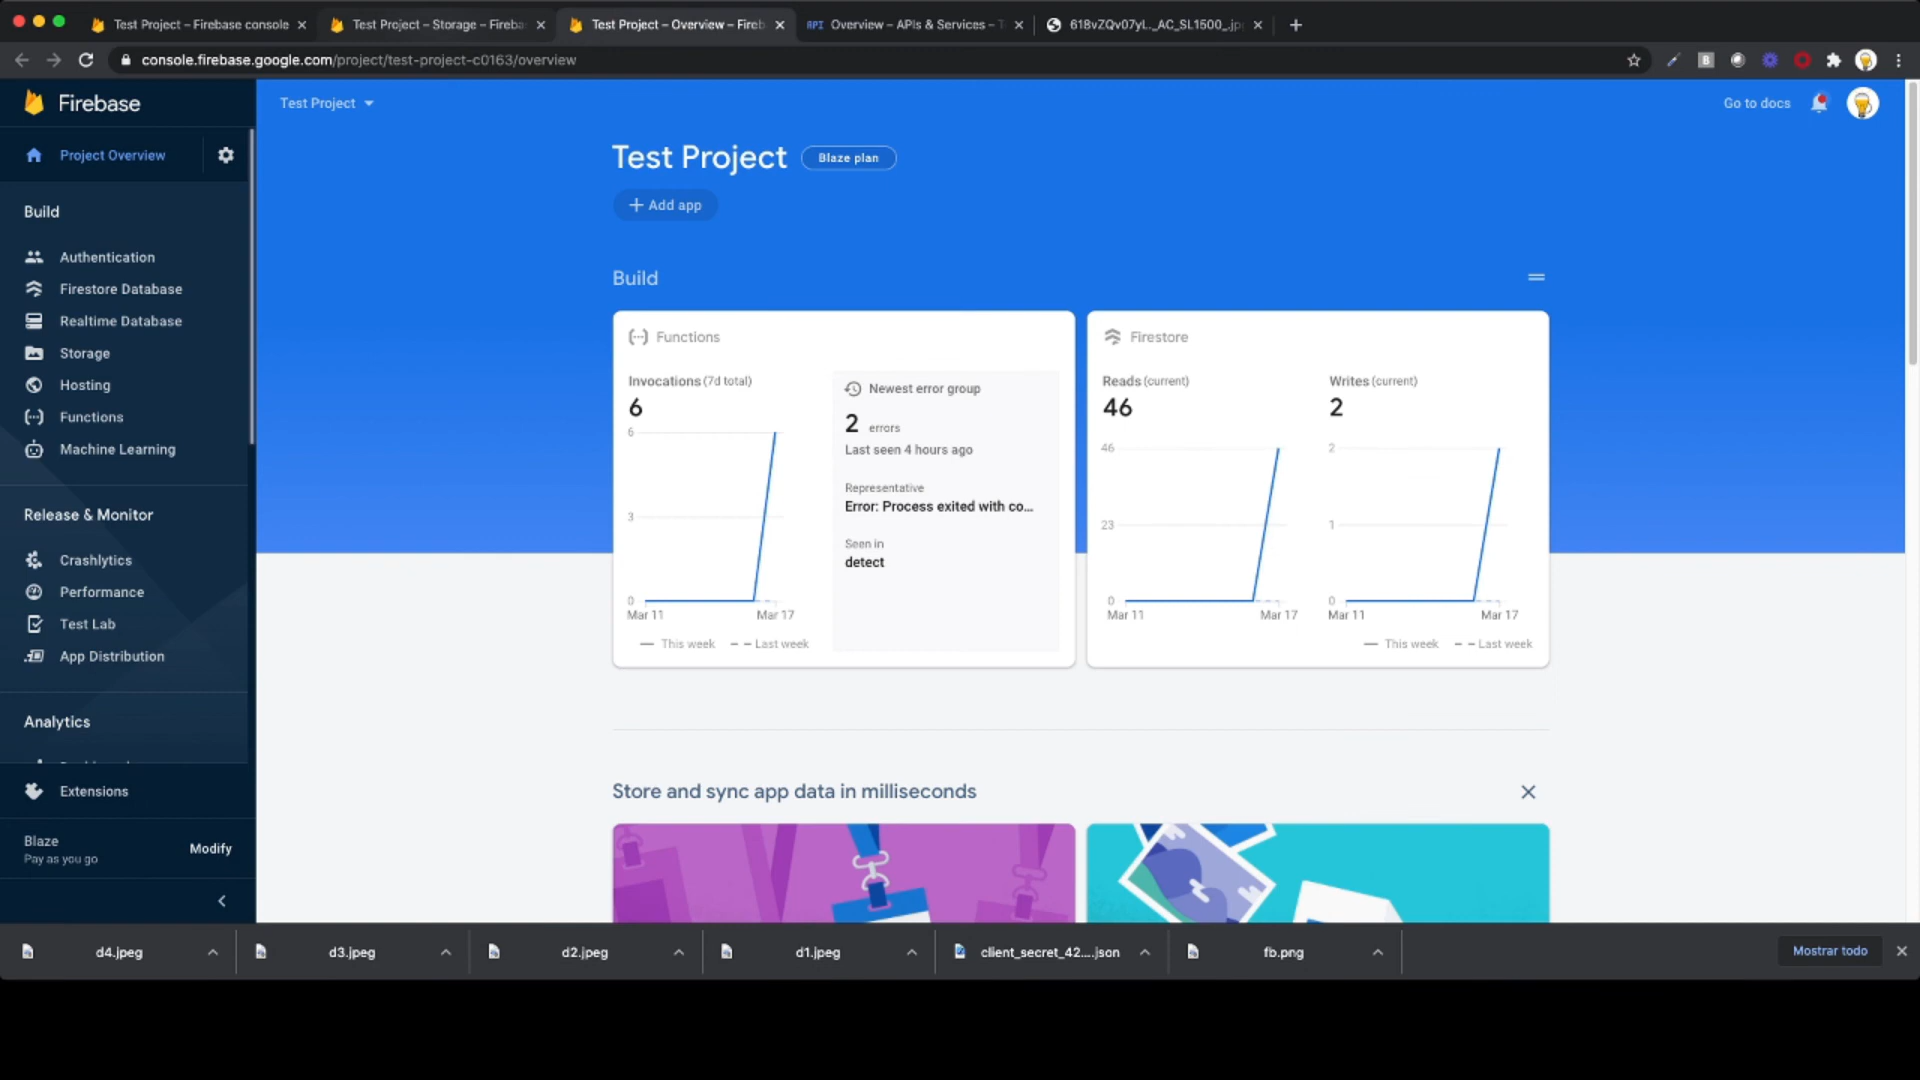 Test Project – Firebase console
Test Project – Storage – Fireba
Test Project – Overview – Fireb
API Overview – APIs & Services –
618vZQv07yL._AC_SL1500_.jp
console.firebase.google.com/project/test-project-c0163/overview
Firebase
Test Project
Go to docs
Project Overview
Test Project
Blaze plan
Add app
Build
Authentication
Firestore Database
Realtime Database
Storage
Hosting
Functions
Machine Learning
Release & Monitor
Crashlytics
Performance
Test Lab
App Distribution
Analytics
Extensions
Blaze
Pay as you go
Modify
Build
Functions
Invocations (7d total)
6
6
3
0
Mar 11
Mar 17
This week
Last week
Newest error group
2 errors
Last seen 4 hours ago
Representative
Error: Process exited with co...
Seen in
detect
Firestore
Reads (current)
46
46
23
0
Mar 11
Mar 17
Writes (current)
2
2
1
0
Mar 11
Mar 17
This week
Last week
Store and sync app data in milliseconds
d4.jpeg
d3.jpeg
d2.jpeg
d1.jpeg
client_secret_42....json
fb.png
Mostrar todo